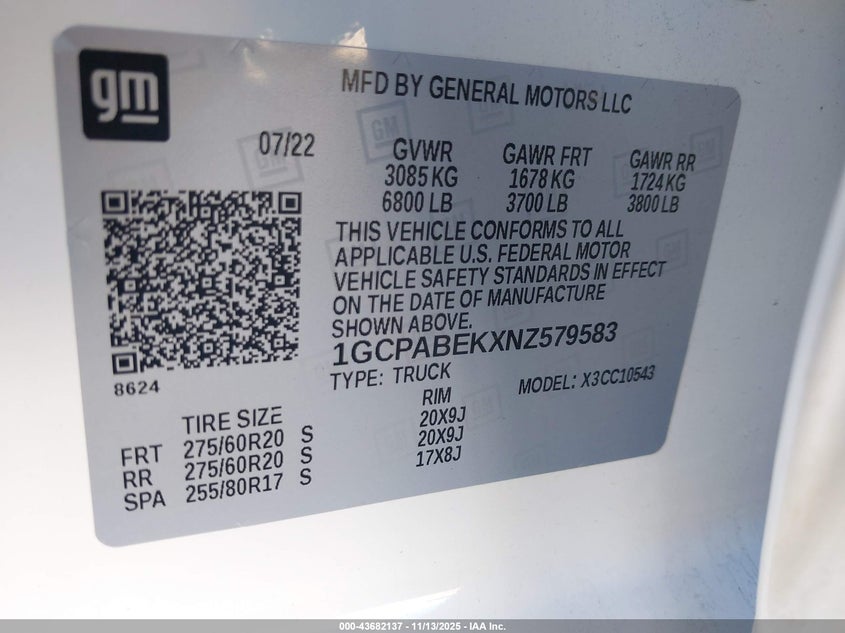 gm
MFD BY GENERAL MOTORS LLC
07/22
GVWR GAWR FRT GAWR RR
3085 KG 1678 KG 1724 KG
6800 LB 3700 LB 3800 LB
THIS VEHICLE CONFORMS TO ALL
APPLICABLE U.S. FEDERAL MOTOR
VEHICLE SAFETY STANDARDS IN EFFECT
ON THE DATE OF MANUFACTURE
SHOWN ABOVE.
1GCPABEKXNZ579583
8624
TYPE: TRUCK MODEL: X3CC10543
TIRE SIZE RIM
FRT 275/60R20 S 20X9J
RR 275/60R20 S 20X9J
SPA 255/80R17 S 17X8J
000-43682137 - 11/13/2025 - IAA Inc.